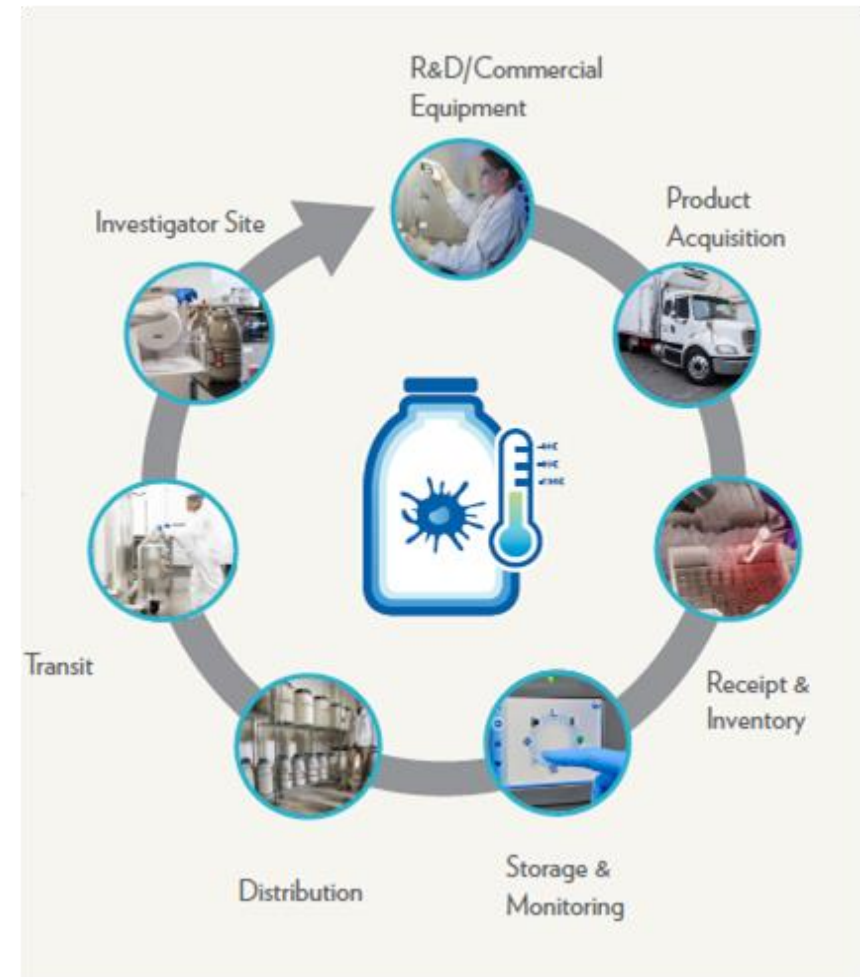 R&D/Commercial
Equipment
Product
Acquisition
Investigator Site
Receipt &
Inventory
Transit
Storage &
Monitoring
Distribution